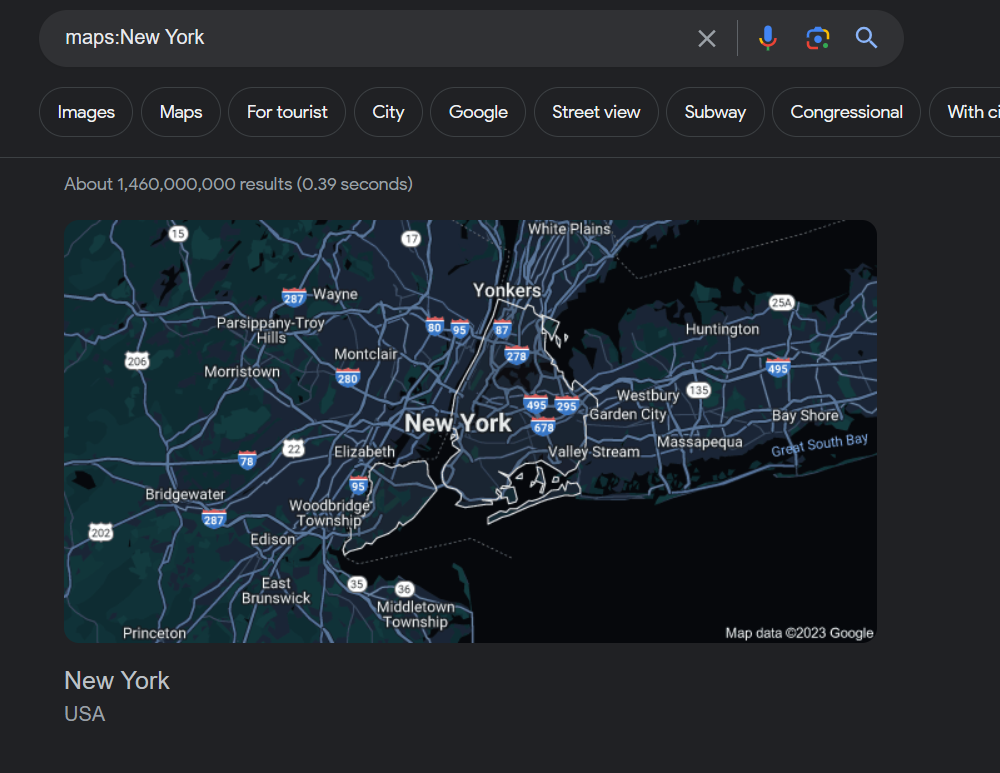 maps:New York
Images Maps For tourist City Google Street view Subway Congressional With ci
About 1,460,000,000 results (0.39 seconds)
White Plains
15
17
Yonkers
287 Wayne
25A
Parsippany-Troy
Hills
80 95 87
Huntington
278
Montclair
206
495
Morristown
280
Westbury 135
495 295
Garden City
Bay Shore
New York
678
Massapequa
Great South Bay
22
Elizabeth
Valley Stream
78
95
Bridgewater
Woodbridge
Township
287
202
Edison
East
Brunswick
35
36
Middletown
Township
Princeton
Map data ©2023 Google
New York
USA